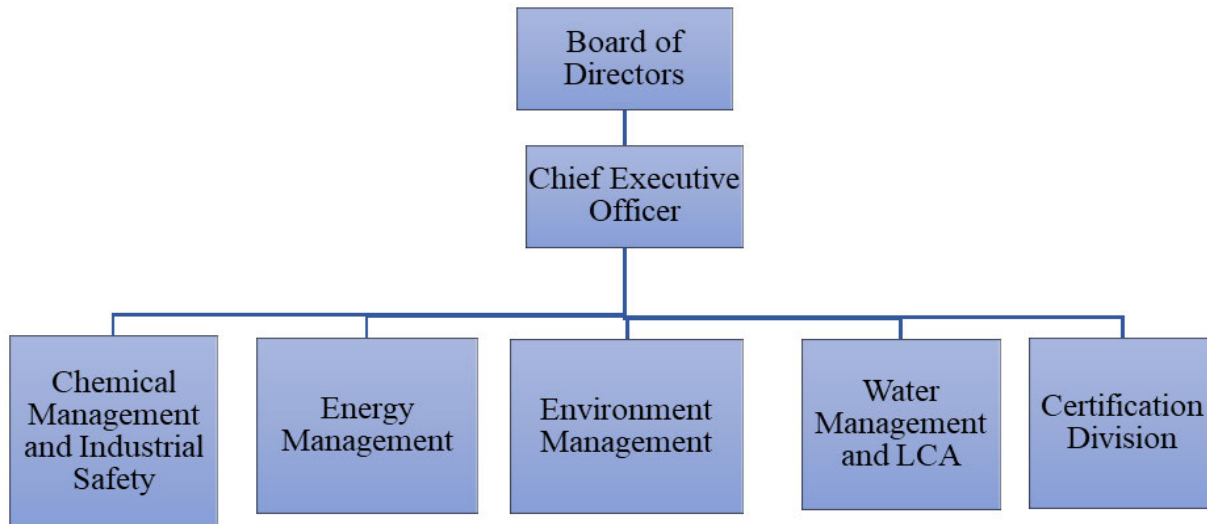 Board of
Directors
Chief Executive
Officer
Chemical
Management
and Industrial
Safety
Energy
Management
Environment
Management
Water
Management
and LCA
Certification
Division